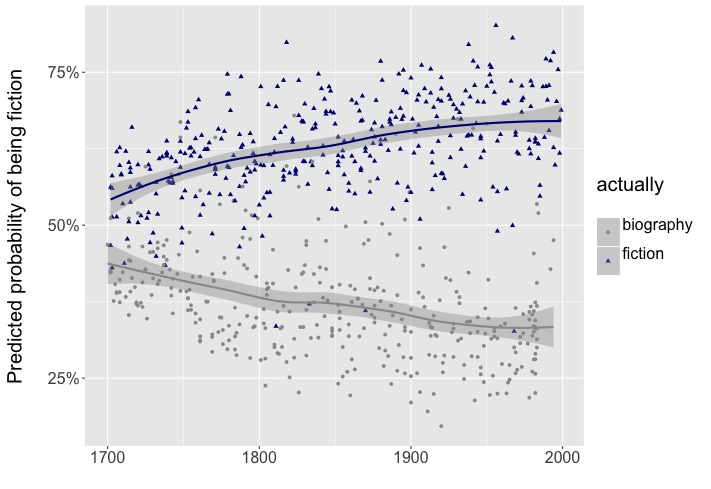 Predicted probability of being fiction
75%
50%
25%
1700
1800
1900
2000
actually
biography
fiction